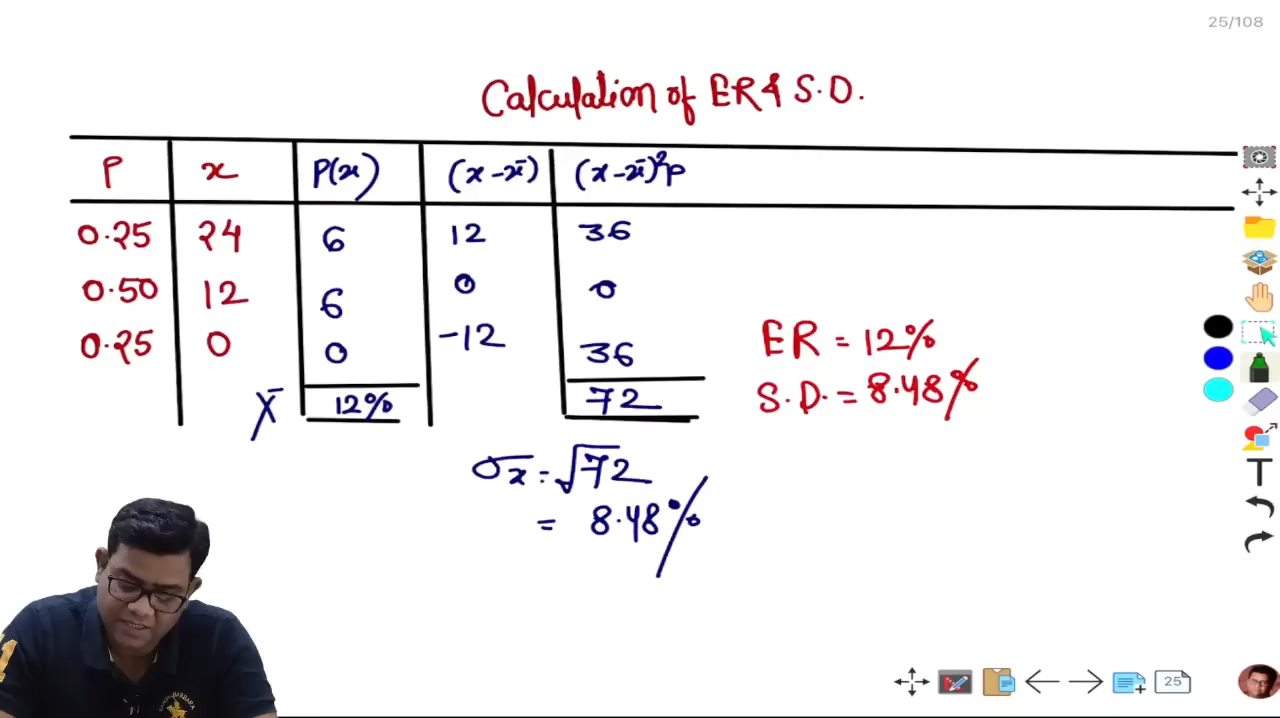 25/108
Calculation of ER & S.D.
P x P(x) (x-x̄) (x-x̄)²P
0.25 24 6 12 36
0.50 12 6 0 0
0.25 0 0 -12 36
X̄ 12% 72
ER = 12%
S.D. = 8.48%
σx = √72
= 8.48%
T
25